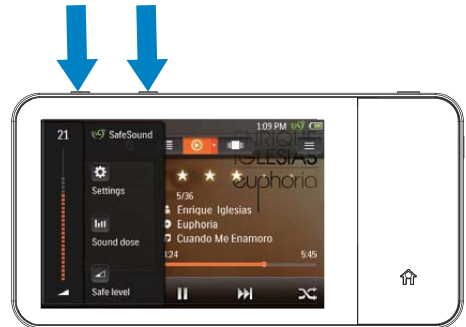 21
SafeSound
1:09 PM
ENRIQUE
IGLESIAS
euphoria
Settings
5/36
Enrique Iglesias
Euphoria
Cuando Me Enamoro
Sound dose
:24
5:45
Safe level